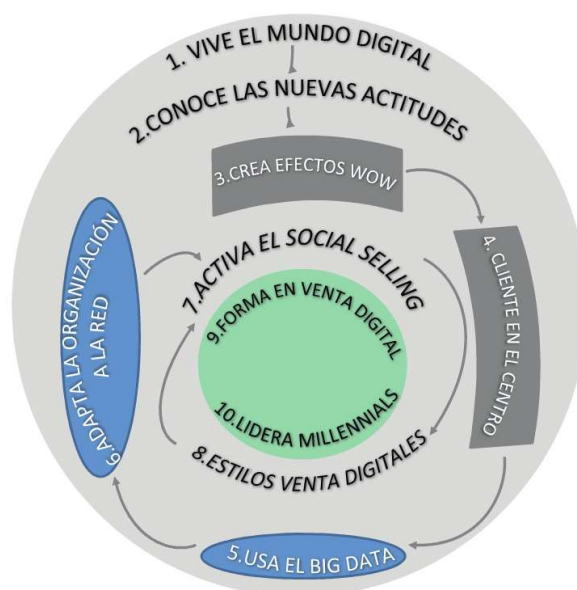 1. VIVE EL MUNDO DIGITAL
2.CONOCE LAS NUEVAS ACTITUDES
3.CREA EFECTOS WOW
4. CLIENTE EN EL CENTRO
5.USA EL BIG DATA
6.ADAPTA LA ORGANIZACIÓN
A LA RED
7.ACTIVA EL SOCIAL SELLING
8.ESTILOS VENTA DIGITALES
9.FORMA EN VENTA DIGITAL
10.LIDERA MILLENNIALS